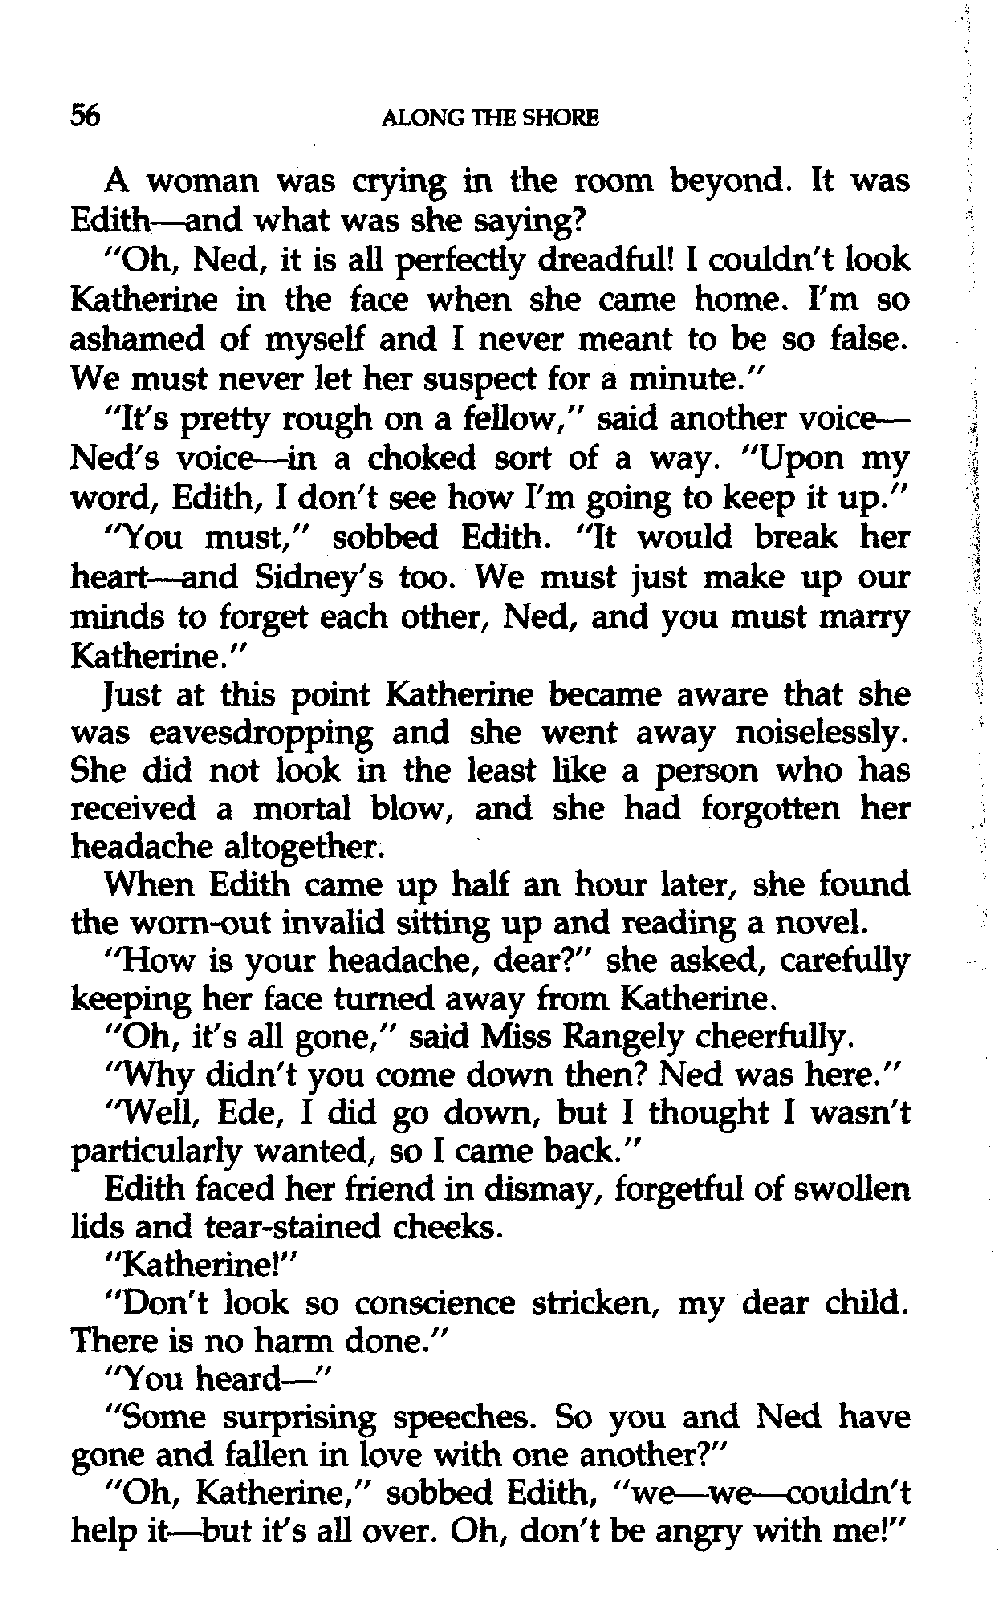 56 ALONG THE SHORE
A woman was crying in the room beyond. It was
Edith—and what was she saying?
"Oh, Ned, it is all perfectly dreadful! I couldn't look
Katherine in the face when she came home. I'm so
ashamed of myself and I never meant to be so false.
We must never let her suspect for a minute."
"It's pretty rough on a fellow," said another voice—
Ned's voice—in a choked sort of a way. "Upon my
word, Edith, I don't see how I'm going to keep it up."
"You must," sobbed Edith. "It would break her
heart—and Sidney's too. We must just make up our
minds to forget each other, Ned, and you must marry
Katherine."
Just at this point Katherine became aware that she
was eavesdropping and she went away noiselessly.
She did not look in the least like a person who has
received a mortal blow, and she had forgotten her
headache altogether.
When Edith came up half an hour later, she found
the worn-out invalid sitting up and reading a novel.
"How is your headache, dear?" she asked, carefully
keeping her face turned away from Katherine.
"Oh, it's all gone," said Miss Rangely cheerfully.
"Why didn't you come down then? Ned was here."
"Well, Ede, I did go down, but I thought I wasn't
particularly wanted, so I came back."
Edith faced her friend in dismay, forgetful of swollen
lids and tear-stained cheeks.
"Katherine!"
"Don't look so conscience stricken, my dear child.
There is no harm done."
"You heard—"
"Some surprising speeches. So you and Ned have
gone and fallen in love with one another?"
"Oh, Katherine," sobbed Edith, "we—we—couldn't
help it—but it's all over. Oh, don't be angry with me!"